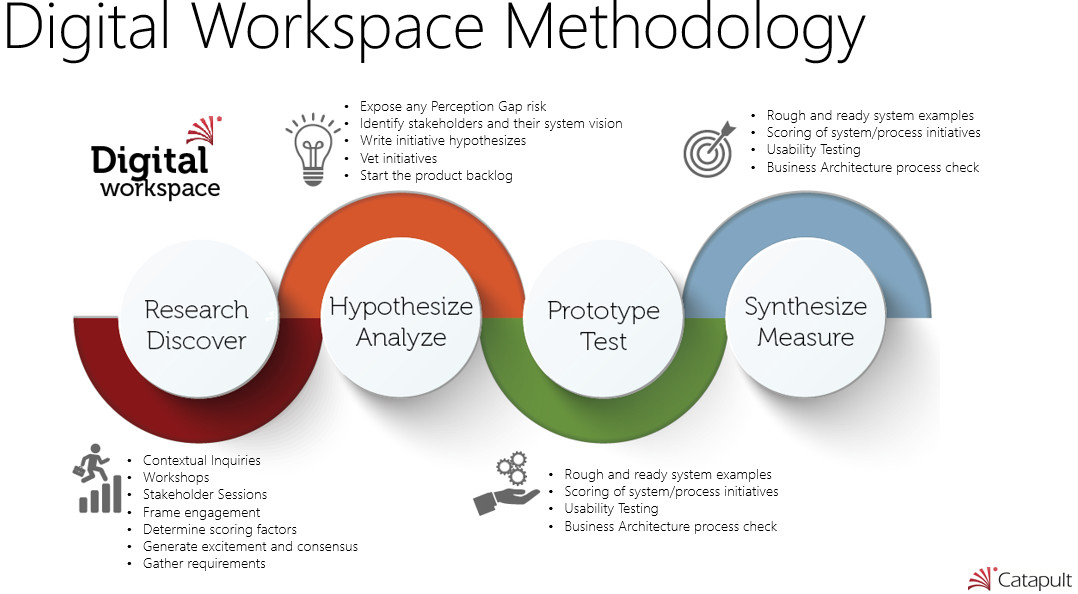 Digital Workspace Methodology
Digital
workspace
• Expose any Perception Gap risk
• Identify stakeholders and their system vision
• Write initiative hypothesizes
• Vet initiatives
• Start the product backlog
• Rough and ready system examples
• Scoring of system/process initiatives
• Usability Testing
• Business Architecture process check
Research
Discover
Hypothesize
Analyze
Prototype
Test
Synthesize
Measure
• Contextual Inquiries
• Workshops
• Stakeholder Sessions
• Frame engagement
• Determine scoring factors
• Generate excitement and consensus
• Gather requirements
• Rough and ready system examples
• Scoring of system/process initiatives
• Usability Testing
• Business Architecture process check
Catapult